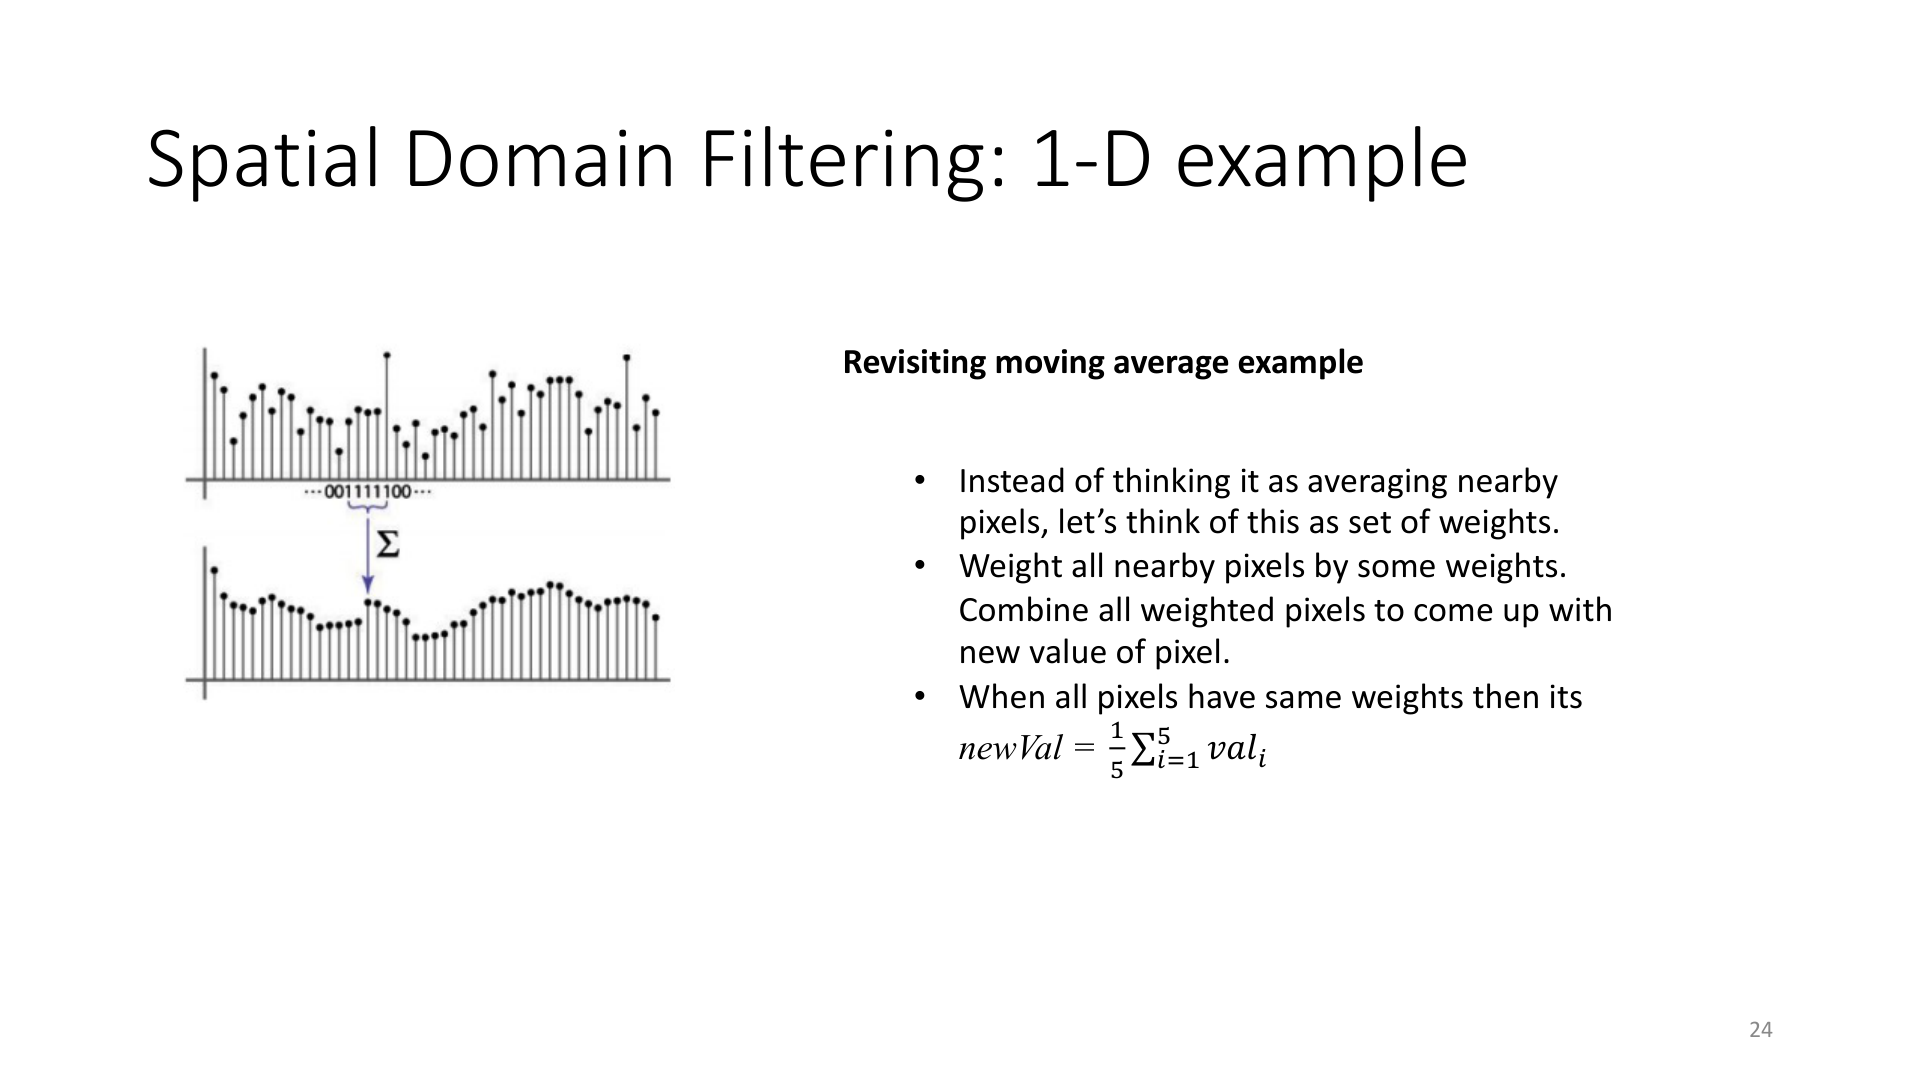 Spatial Domain Filtering: 1-D example
···001111100···
Σ
Revisiting moving average example
• Instead of thinking it as averaging nearby
pixels, let’s think of this as set of weights.
• Weight all nearby pixels by some weights.
Combine all weighted pixels to come up with
new value of pixel.
• When all pixels have same weights then its
newVal = \frac{1}{5}\sum_{i=1}^{5} val_i
24